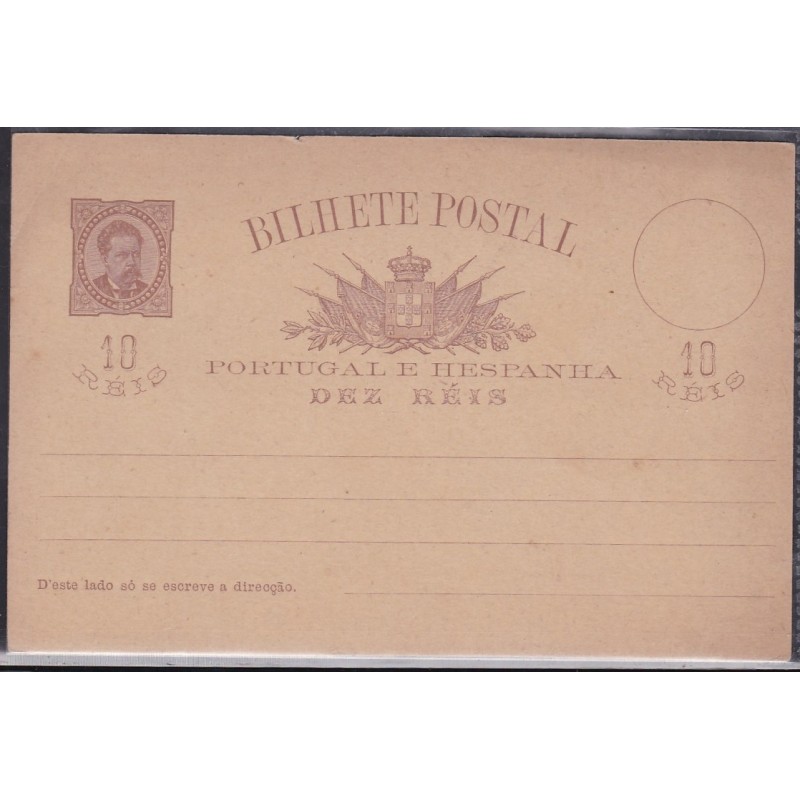 BILHETE POSTAL
10 RÉIS
10 RÉIS
PORTUGAL E HESPANHA
DEZ RÉIS
D'este lado só se escreve a direcção.